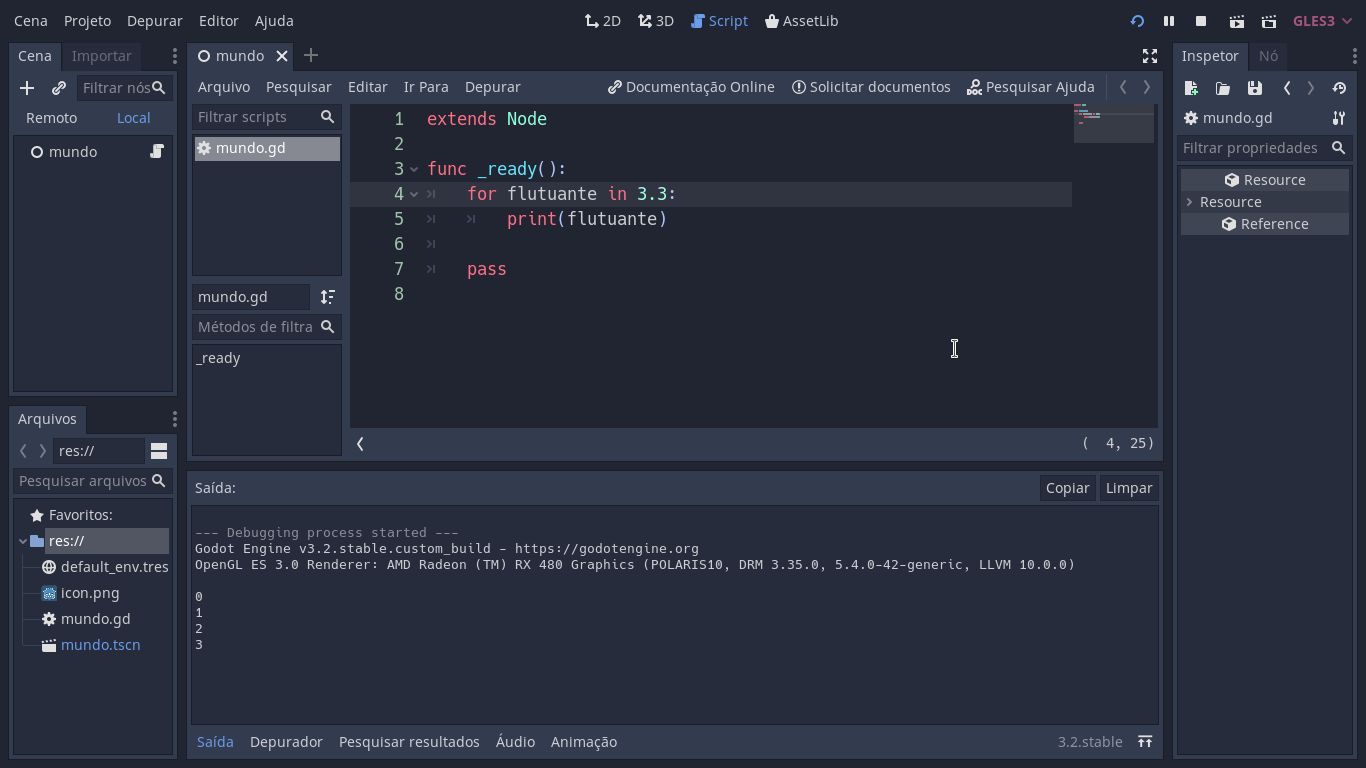 Cena Projeto Depurar Editor Ajuda 2D 3D Script AssetLib GLES3
Cena Importar
Filtrar nós
Remoto Local
mundo
Arquivos
res://
Pesquisar arquivos
Favoritos:
res://
default_env.tres
icon.png
mundo.gd
mundo.tscn
mundo
Arquivo Pesquisar Editar Ir Para Depurar Documentação Online Solicitar documentos Pesquisar Ajuda
Filtrar scripts
mundo.gd
mundo.gd
Métodos de filtra
_ready
1 extends Node
2
3 func _ready():
4 for flutuante in 3.3:
5 print(flutuante)
6
7 pass
8
( 4, 25)
Saída: Copiar Limpar
--- Debugging process started ---
Godot Engine v3.2.stable.custom_build - https://godotengine.org
OpenGL ES 3.0 Renderer: AMD Radeon (TM) RX 480 Graphics (POLARIS10, DRM 3.35.0, 5.4.0-42-generic, LLVM 10.0.0)
0
1
2
3
Saída Depurador Pesquisar resultados Áudio Animação 3.2.stable
Inspetor Nó
mundo.gd
Filtrar propriedades
Resource
Resource
Reference